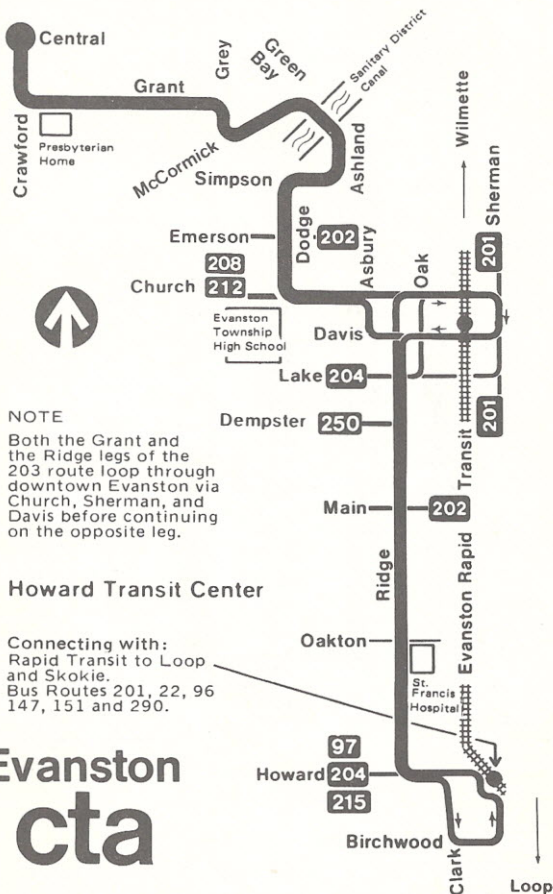 Central
Grant
Grey
Green
Bay
Sanitary District
Canal
Wilmette
Crawford
Presbyterian
Home
McCormick
Simpson
Ashland
Sherman
201
Emerson
Dodge
202
Asbury
Oak
208
Church 212
Evanston
Township
High School
Davis
Lake 204
201
NOTE
Both the Grant and
the Ridge legs of the
203 route loop through
downtown Evanston via
Church, Sherman, and
Davis before continuing
on the opposite leg.
Dempster 250
Main
202
Evanston Rapid Transit
Ridge
Howard Transit Center
Connecting with:
Rapid Transit to Loop
and Skokie.
Bus Routes 201, 22, 96
147, 151 and 290.
Oakton
St.
Francis
Hospital
97
Howard 204
215
Birchwood
Clark
Loop
Evanston
cta